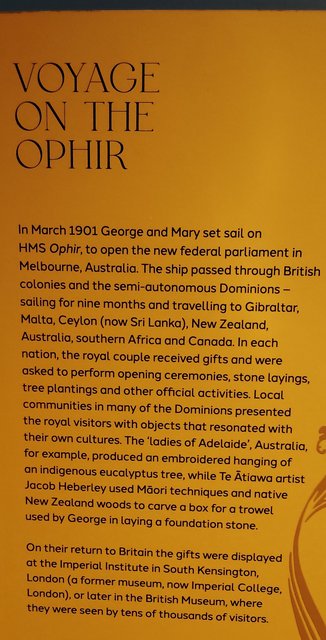 VOYAGE
ON THE
OPHIR
In March 1901 George and Mary set sail on
HMS Ophir, to open the new federal parliament in
Melbourne, Australia. The ship passed through British
colonies and the semi-autonomous Dominions –
sailing for nine months and travelling to Gibraltar,
Malta, Ceylon (now Sri Lanka), New Zealand,
Australia, southern Africa and Canada. In each
nation, the royal couple received gifts and were
asked to perform opening ceremonies, stone layings,
tree plantings and other official activities. Local
communities in many of the Dominions presented
the royal visitors with objects that resonated with
their own cultures. The ‘ladies of Adelaide’, Australia,
for example, produced an embroidered hanging of
an indigenous eucalyptus tree, while Te Ātiawa artist
Jacob Heberley used Māori techniques and native
New Zealand woods to carve a box for a trowel
used by George in laying a foundation stone.
On their return to Britain the gifts were displayed
at the Imperial Institute in South Kensington,
London (a former museum, now Imperial College,
London), or later in the British Museum, where
they were seen by tens of thousands of visitors.